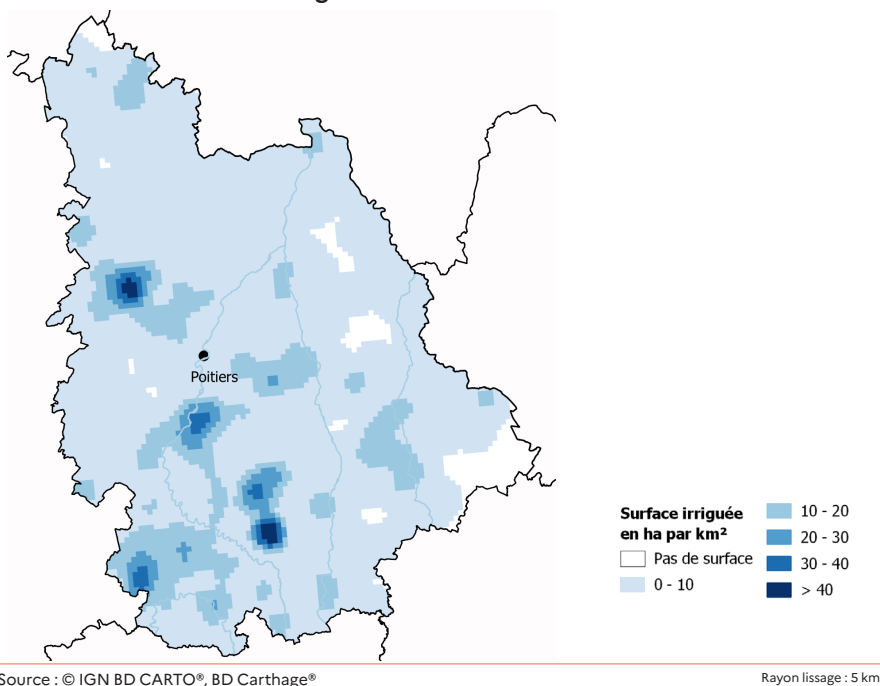 Poitiers
Surface irriguée
en ha par km²
Pas de surface
0 - 10
10 - 20
20 - 30
30 - 40
> 40
Source : © IGN BD CARTO®, BD Carthage®
Rayon lissage : 5 km